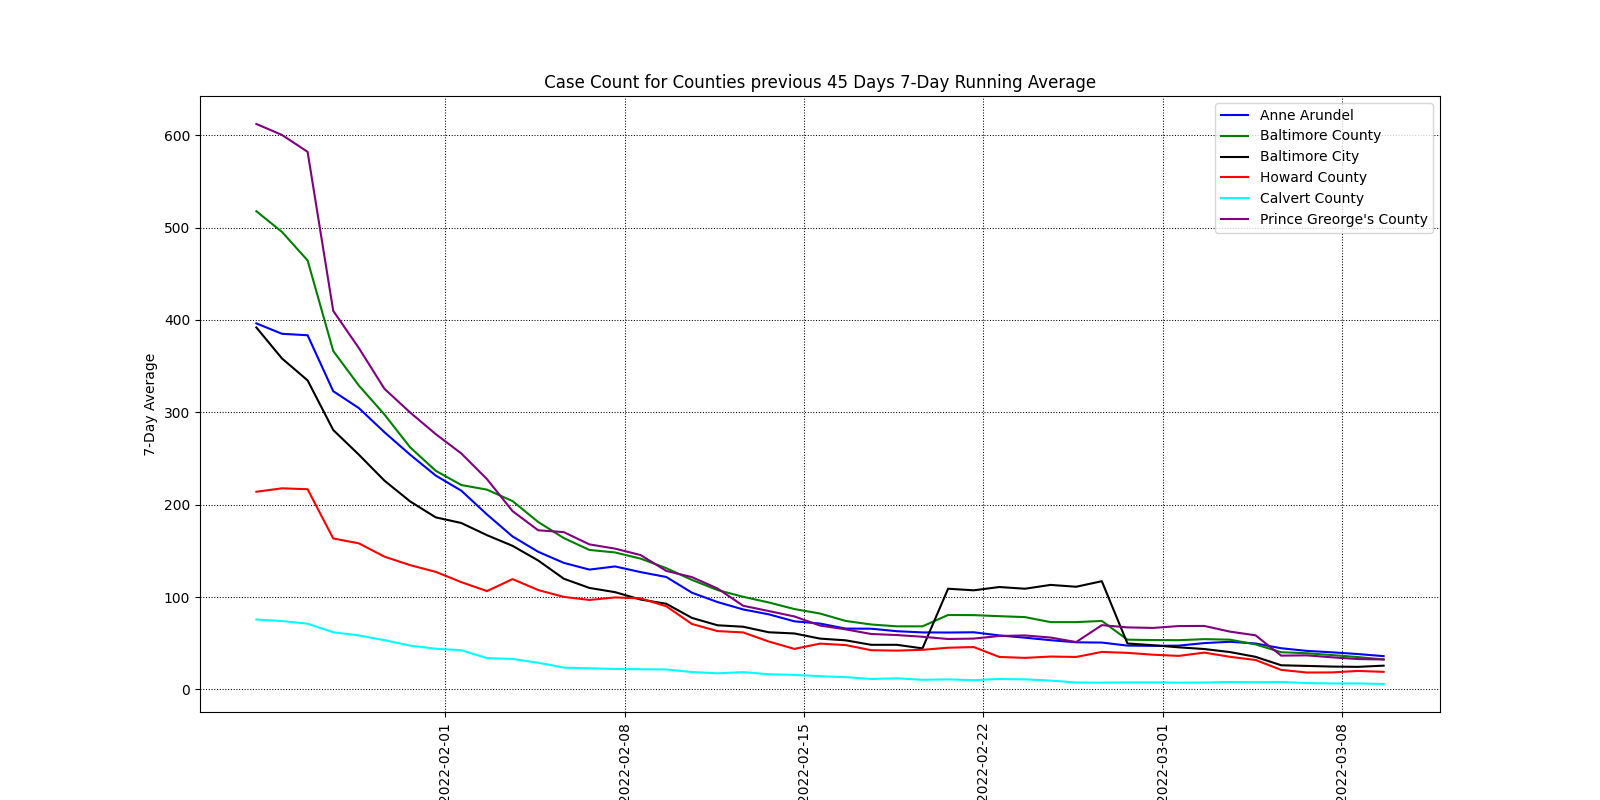 Case Count for Counties previous 45 Days 7-Day Running Average
Anne Arundel
Baltimore County
Baltimore City
Howard County
Calvert County
Prince Greorge's County
7-Day Average
600
500
400
300
200
100
0
2022-02-01
2022-02-08
2022-02-15
2022-02-22
2022-03-01
2022-03-08